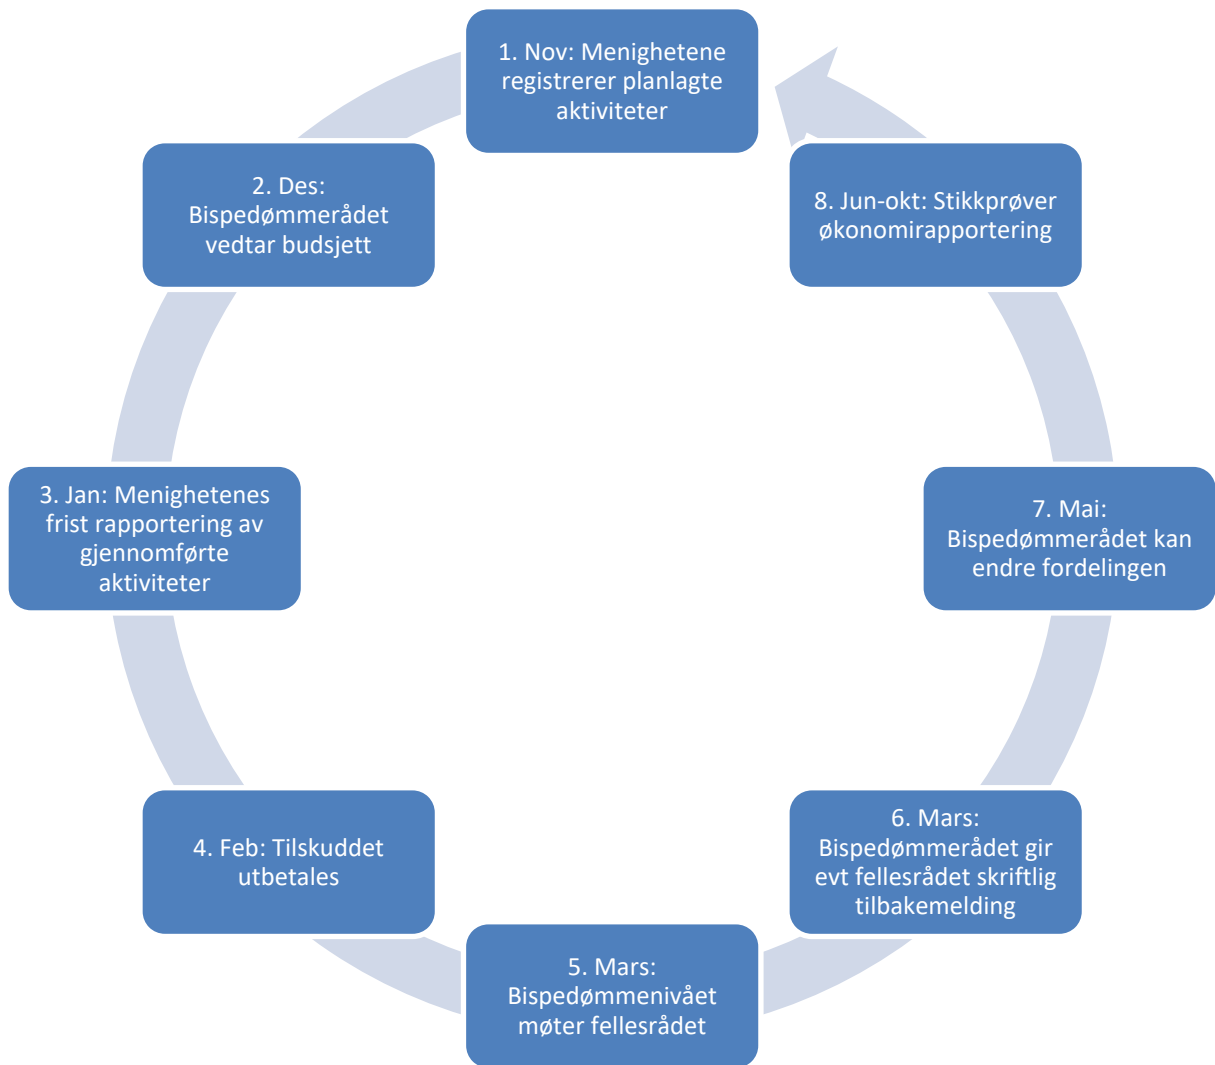 1. Nov: Menighetene
registrerer planlagte
aktiviteter
2. Des:
Bispedømmerådet
vedtar budsjett
3. Jan: Menighetenes
frist rapportering av
gjennomførte
aktiviteter
4. Feb: Tilskuddet
utbetales
5. Mars:
Bispedømmenivået
møter fellesrådet
6. Mars:
Bispedømmerådet gir
evt fellesrådet skriftlig
tilbakemelding
7. Mai:
Bispedømmerådet kan
endre fordelingen
8. Jun-okt: Stikkprøver
økonomirapportering